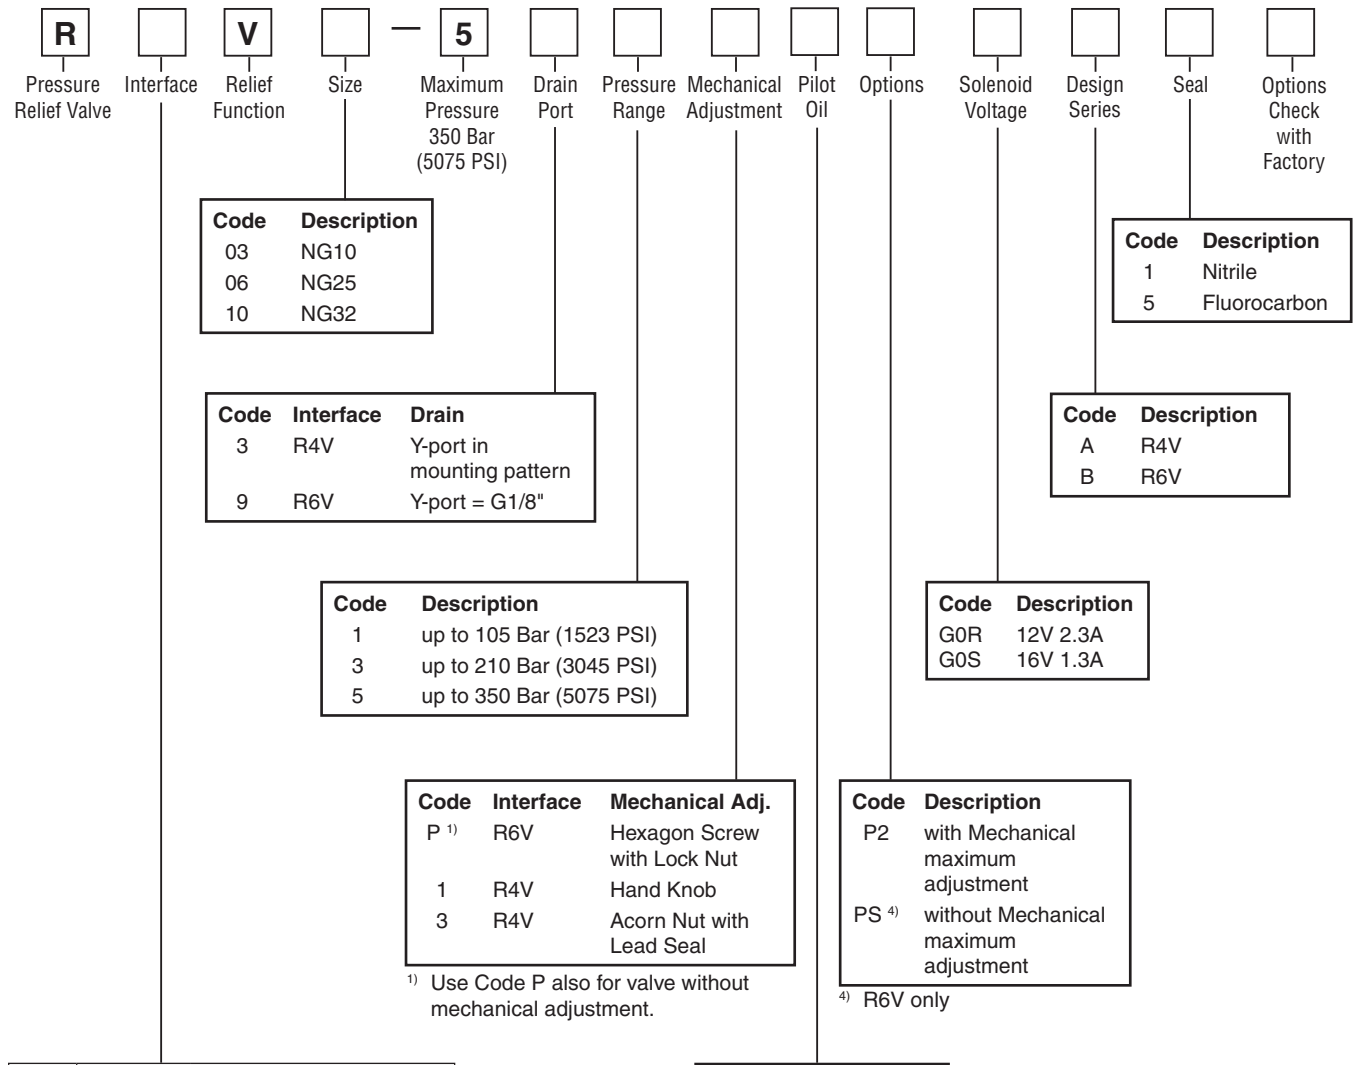 R V — 5
Pressure Relief Valve
Interface
Relief Function
Size
Maximum Pressure 350 Bar (5075 PSI)
Drain Port
Pressure Range
Mechanical Adjustment
Pilot Oil
Options
Solenoid Voltage
Design Series
Seal
Options Check with Factory
Code Description
03 NG10
06 NG25
10 NG32
Code Description
1 Nitrile
5 Fluorocarbon
Code Interface Drain
3 R4V Y-port in
mounting pattern
9 R6V Y-port = G1/8"
Code Description
A R4V
B R6V
Code Description
1 up to 105 Bar (1523 PSI)
3 up to 210 Bar (3045 PSI)
5 up to 350 Bar (5075 PSI)
Code Description
G0R 12V 2.3A
G0S 16V 1.3A
Code Interface Mechanical Adj.
P 1) R6V Hexagon Screw
with Lock Nut
1 R4V Hand Knob
3 R4V Acorn Nut with
Lead Seal
1) Use Code P also for valve without
mechanical adjustment.
Code Description
P2 with Mechanical
maximum
adjustment
PS 4) without Mechanical
maximum
adjustment
4) R6V only